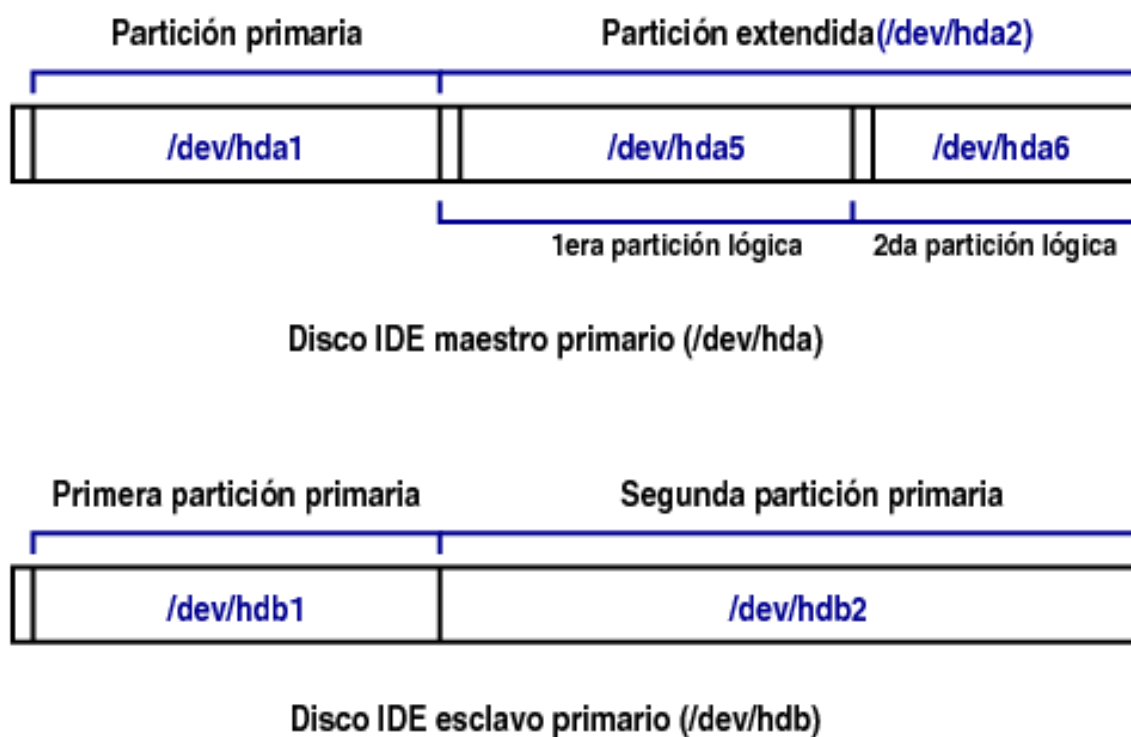 Partición primaria
Partición extendida(/dev/hda2)
/dev/hda1
/dev/hda5
/dev/hda6
1era partición lógica
2da partición lógica
Disco IDE maestro primario (/dev/hda)
Primera partición primaria
Segunda partición primaria
/dev/hdb1
/dev/hdb2
Disco IDE esclavo primario (/dev/hdb)